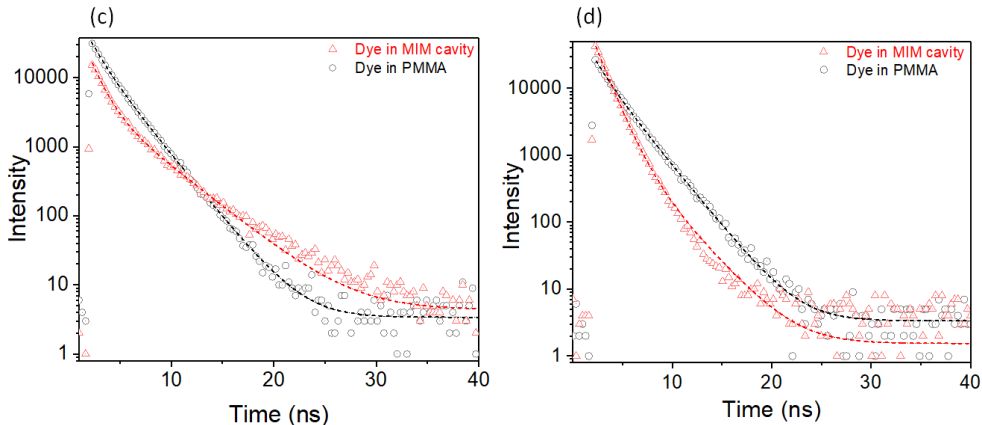 (c)
Dye in MIM cavity
Dye in PMMA
10000
1000
100
10
1
Intensity
10 20 30 40
Time (ns)
(d)
Dye in MIM cavity
Dye in PMMA
10000
1000
100
10
1
Intensity
10 20 30 40
Time (ns)